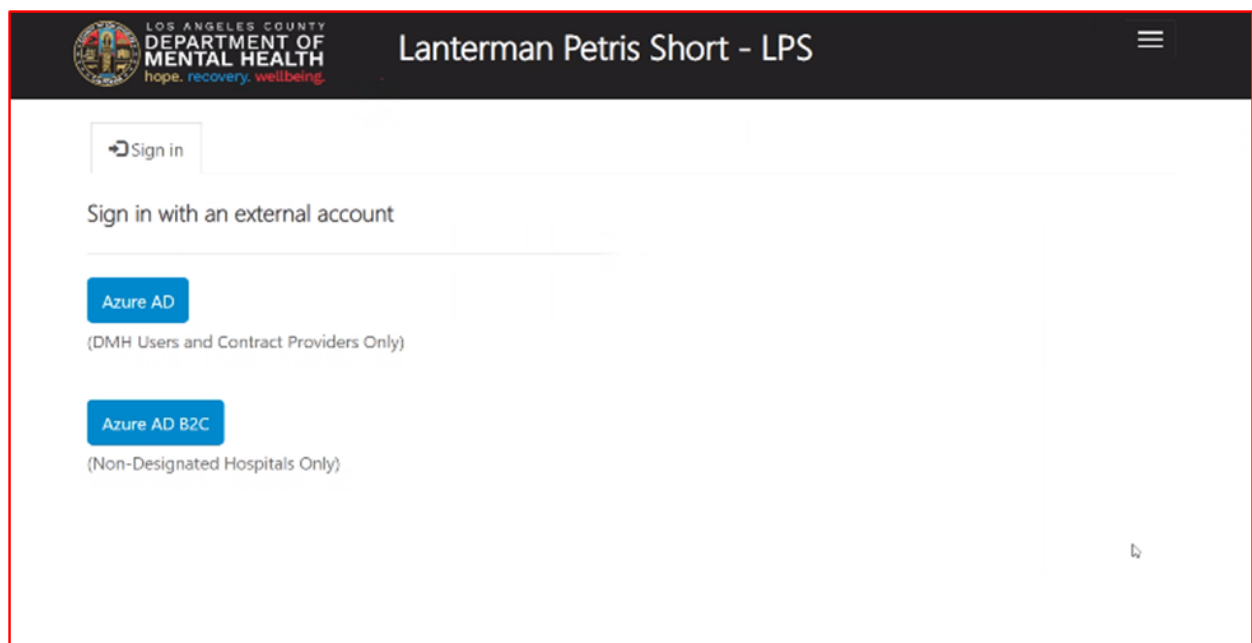 LOS ANGELES COUNTY
DEPARTMENT OF
MENTAL HEALTH
hope. recovery. wellbeing.
Lanterman Petris Short - LPS
Sign in
Sign in with an external account
Azure AD
(DMH Users and Contract Providers Only)
Azure AD B2C
(Non-Designated Hospitals Only)